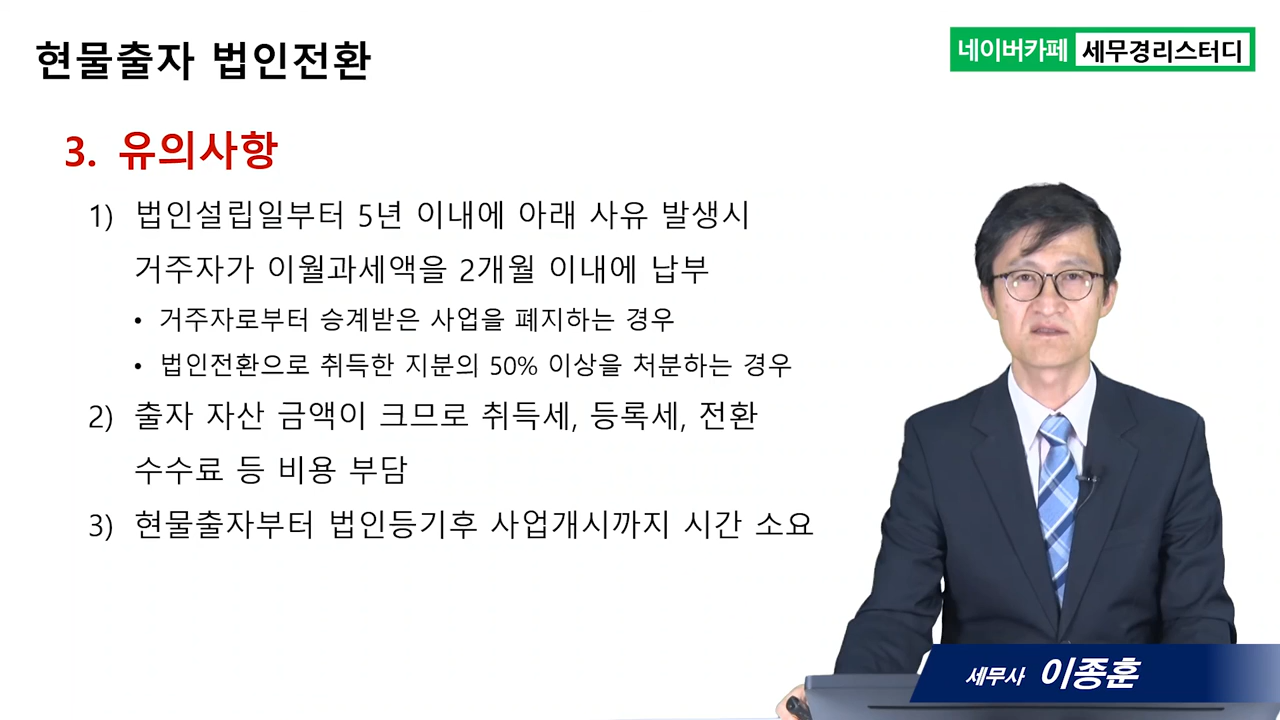 현물출자 법인전환
네이버카페 세무경리스터디
3. 유의사항
1) 법인설립일부터 5년 이내에 아래 사유 발생시
거주자가 이월과세액을 2개월 이내에 납부
• 거주자로부터 승계받은 사업을 폐지하는 경우
• 법인전환으로 취득한 지분의 50% 이상을 처분하는 경우
2) 출자 자산 금액이 크므로 취득세, 등록세, 전환
수수료 등 비용 부담
3) 현물출자부터 법인등기후 사업개시까지 시간 소요
세무사 이종훈